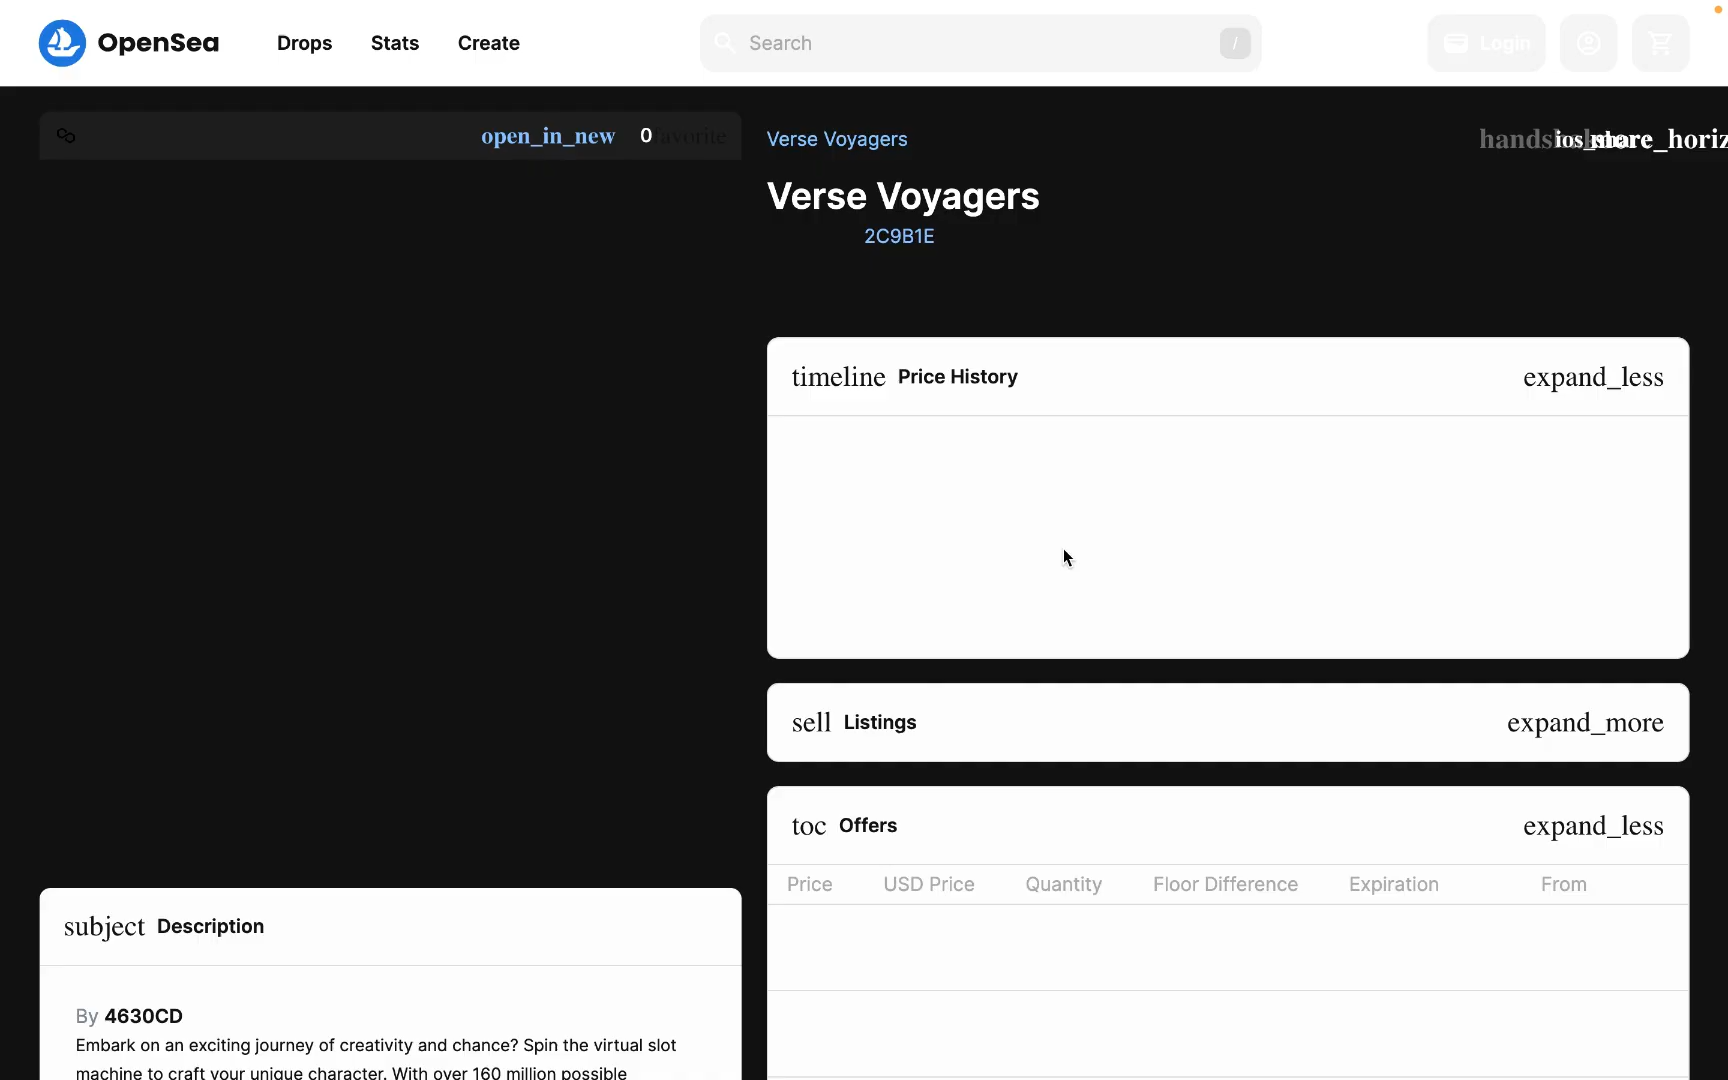 OpenSea
Drops Stats Create
Search /
Login
open_in_new 0 favorite
Verse Voyagers
more_horiz
Verse Voyagers
2C9B1E
timeline Price History expand_less
sell Listings expand_more
toc Offers expand_less
Price USD Price Quantity Floor Difference Expiration From
subject Description
By 4630CD
Embark on an exciting journey of creativity and chance? Spin the virtual slot
machine to craft your unique character. With over 160 million possible